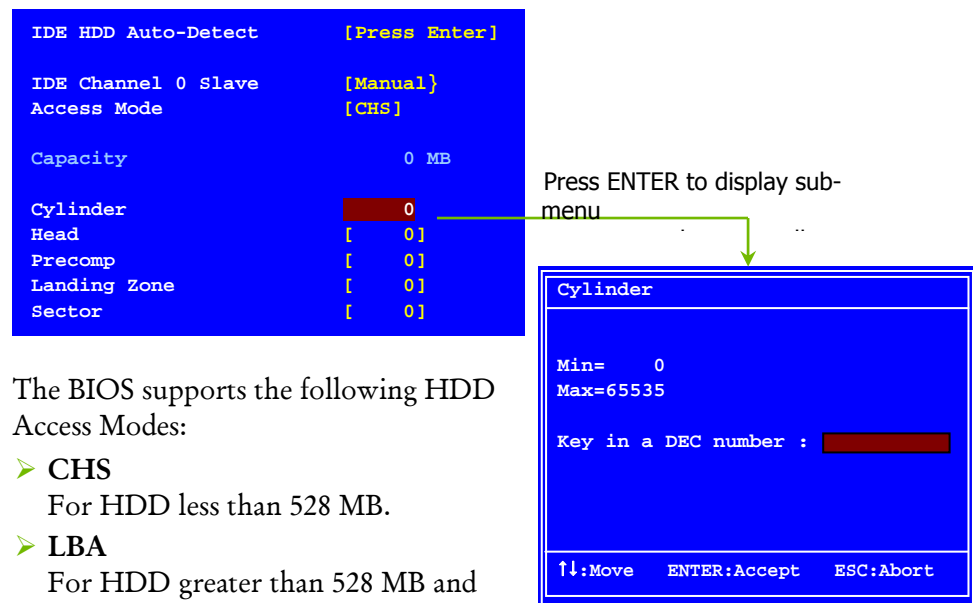 IDE HDD Auto-Detect [Press Enter]
IDE Channel 0 Slave [Manual}
Access Mode [CHS]
Capacity 0 MB
Cylinder 0
Head [ 0]
Precomp [ 0]
Landing Zone [ 0]
Sector [ 0]
Press ENTER to display sub-
menu
Cylinder
Min= 0
Max=65535
Key in a DEC number :
↑↓:Move ENTER:Accept ESC:Abort
The BIOS supports the following HDD
Access Modes:
➢ CHS
For HDD less than 528 MB.
➢ LBA
For HDD greater than 528 MB and